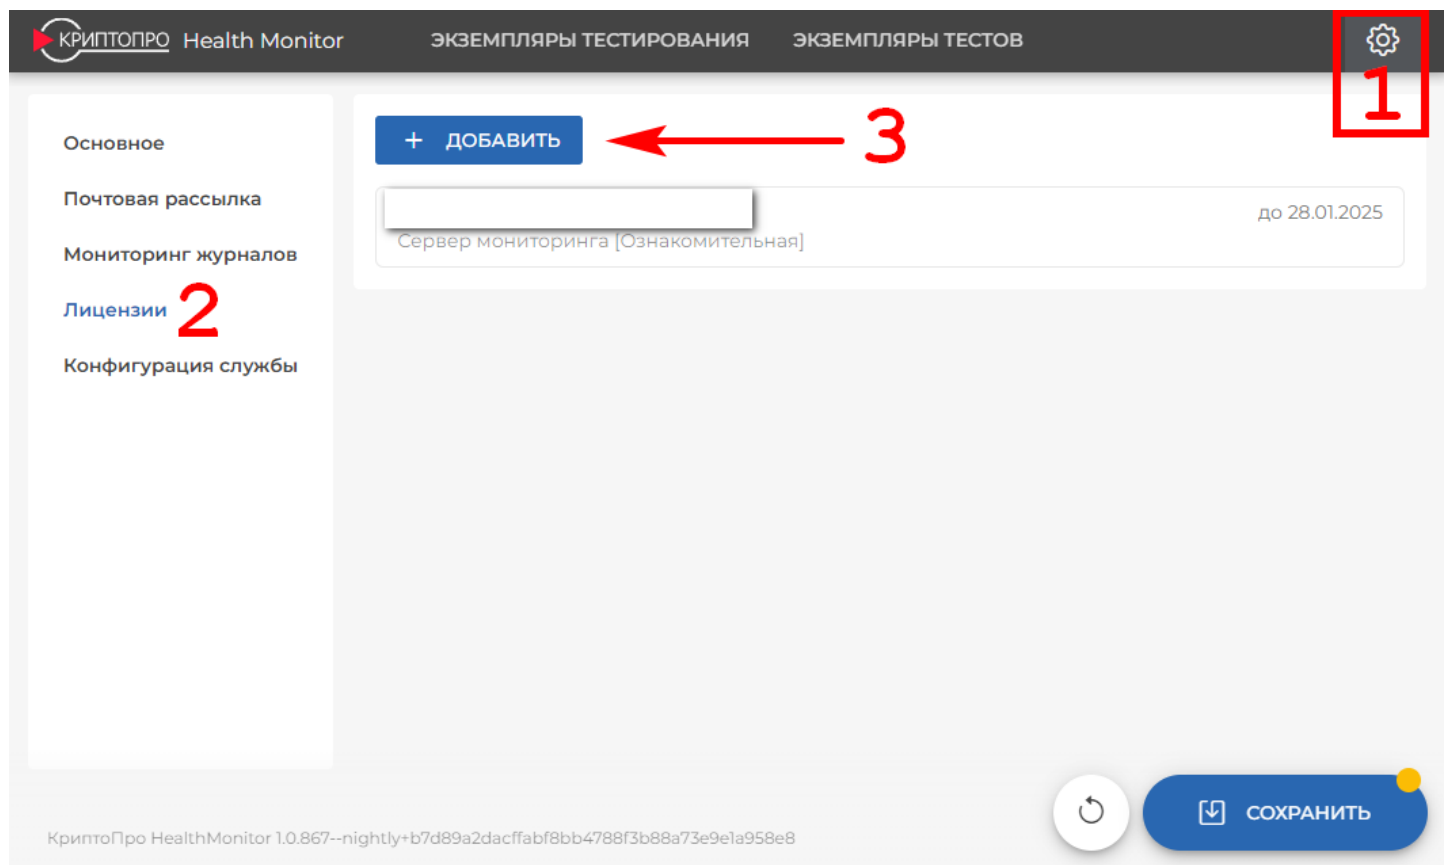 КРИПТОПРО Health Monitor ЭКЗЕМПЛЯРЫ ТЕСТИРОВАНИЯ ЭКЗЕМПЛЯРЫ ТЕСТОВ
1
Основное
Почтовая рассылка
Мониторинг журналов
Лицензии 2
Конфигурация службы
+ ДОБАВИТЬ 3
до 28.01.2025
Сервер мониторинга [Ознакомительная]
СОХРАНИТЬ
КриптоПро HealthMonitor 1.0.867--nightly+b7d89a2dacffabf8bb4788f3b88a73e9e1a958e8